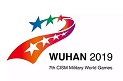 WUHAN 2019
7th CISM Military World Games